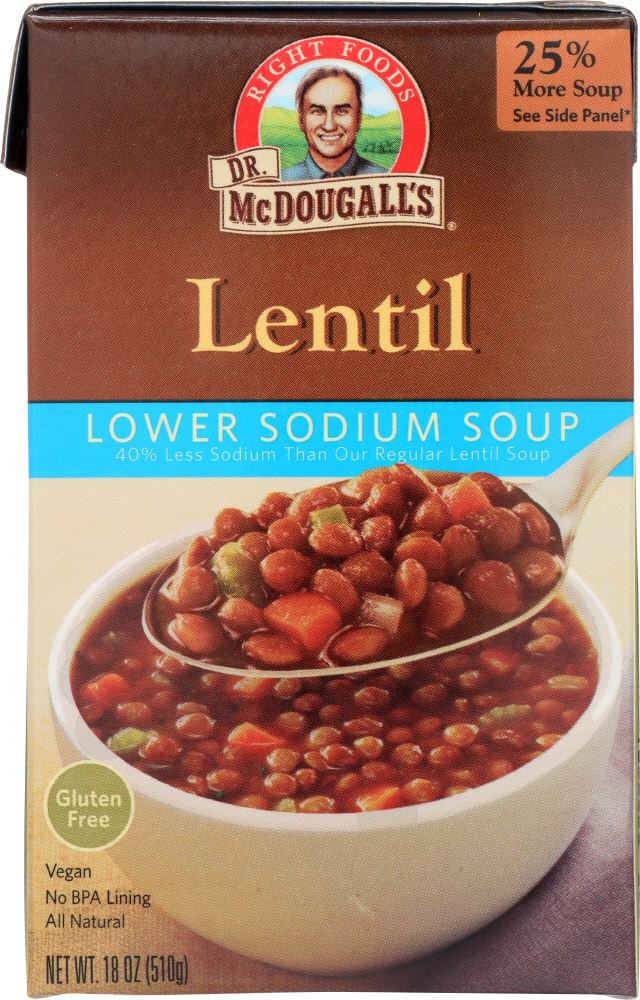 RIGHT FOODS
DR.
McDOUGALL'S®
25%
More Soup
See Side Panel*
Lentil
LOWER SODIUM SOUP
40% Less Sodium Than Our Regular Lentil Soup
Gluten
Free
Vegan
No BPA Lining
All Natural
NET WT. 18 OZ (510g)